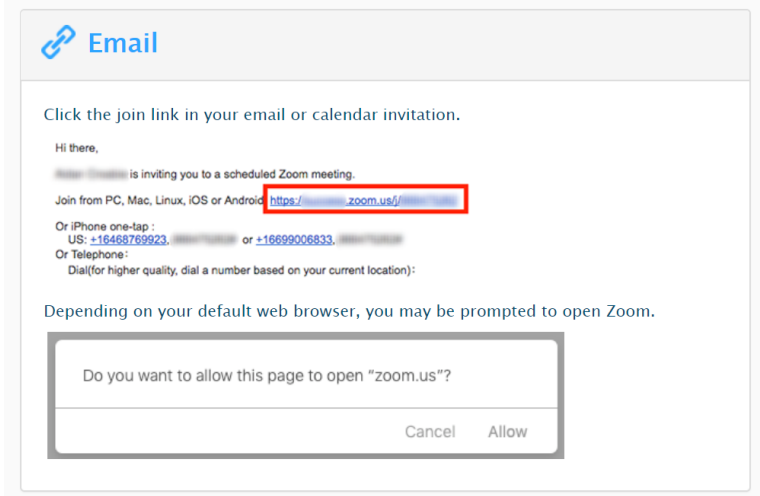 Email
Click the join link in your email or calendar invitation.
Hi there,
is inviting you to a scheduled Zoom meeting.
Join from PC, Mac, Linux, iOS or Android: https:/ .zoom.us/j/
Or iPhone one-tap :
US: +16468769923, or +16699006833,
Or Telephone:
Dial(for higher quality, dial a number based on your current location):
Depending on your default web browser, you may be prompted to open Zoom.
Do you want to allow this page to open “zoom.us”?
Cancel Allow